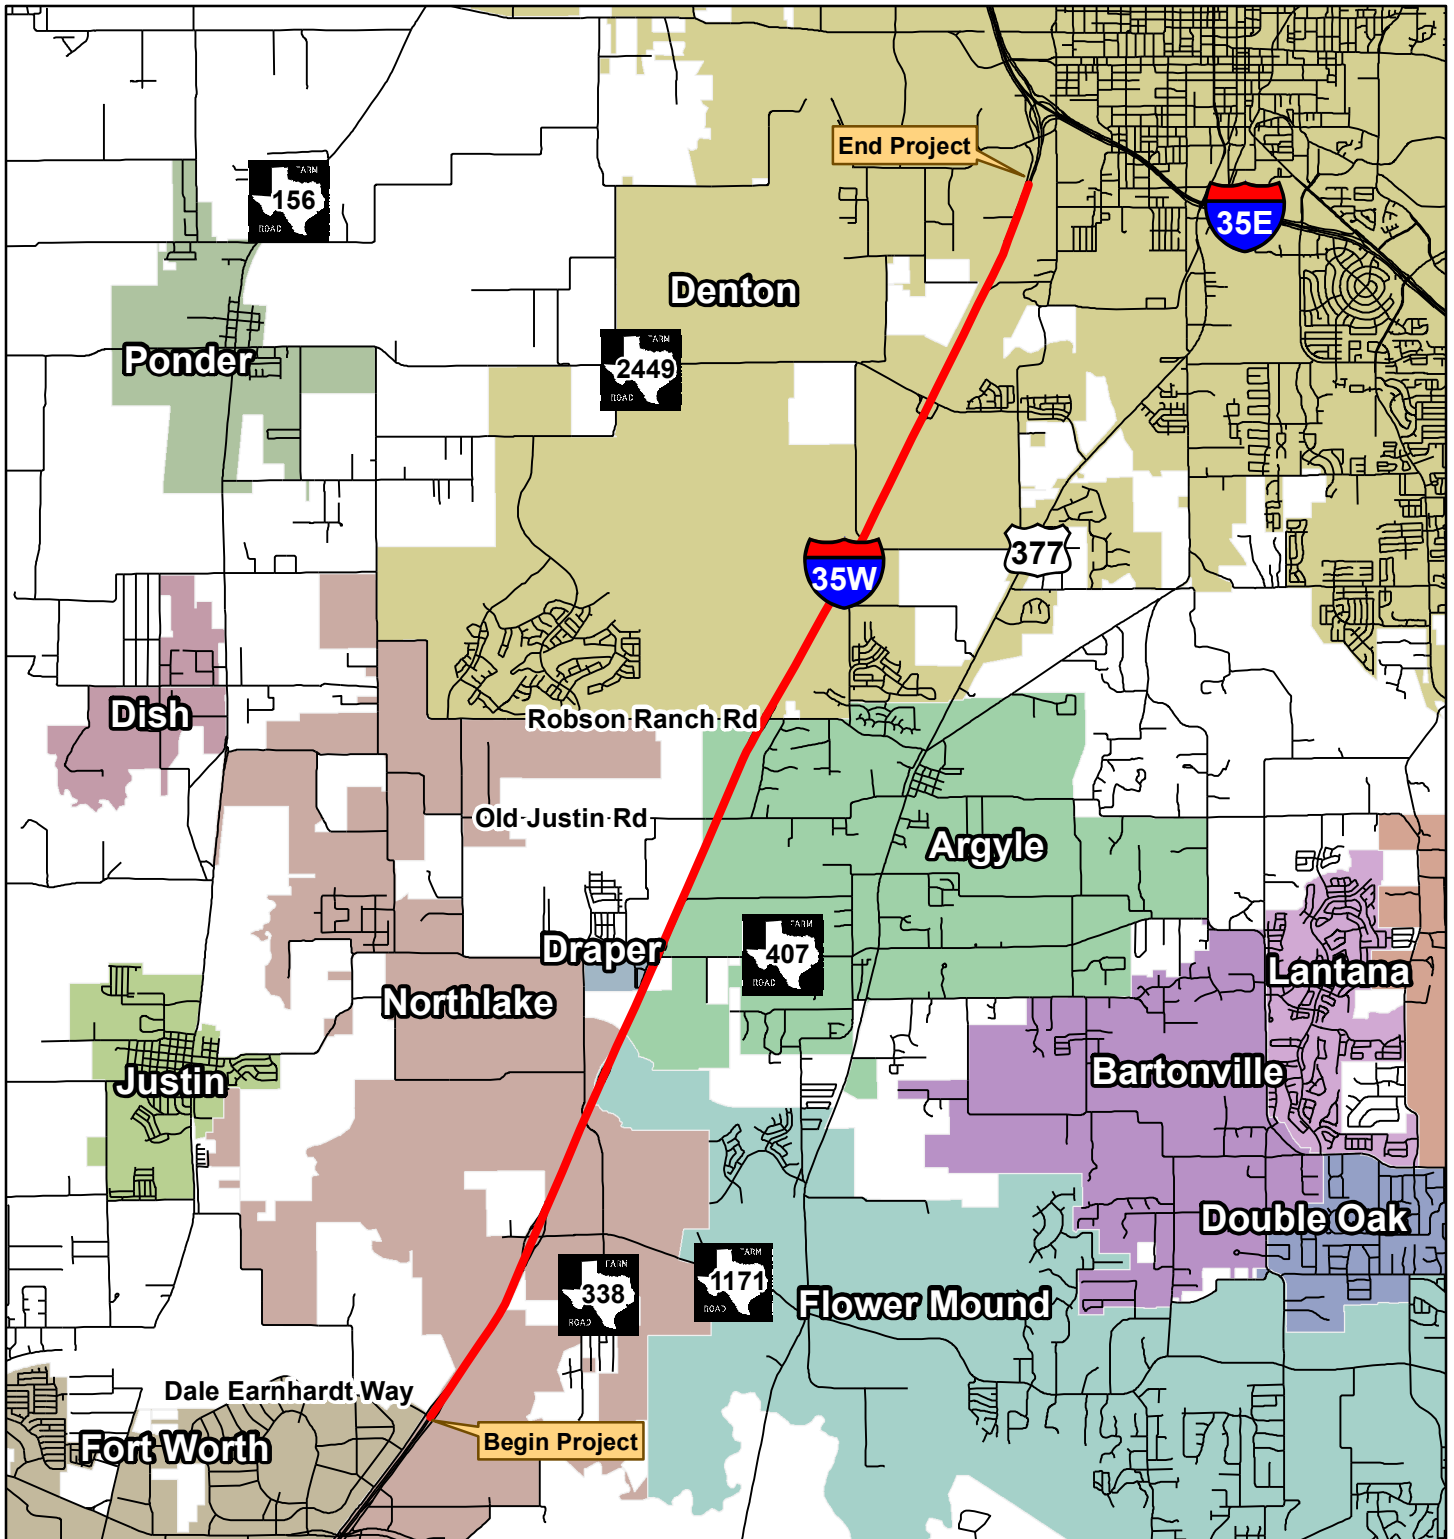 End Project
FARM
156
ROAD
35E
Denton
FARM
2449
ROAD
Ponder
377
35W
Dish
Robson Ranch Rd
Old Justin Rd
Argyle
Draper
FARM
407
ROAD
Lantana
Northlake
Justin
Bartonville
Double Oak
FARM
338
ROAD
FARM
1171
ROAD
Flower Mound
Dale Earnhardt Way
Begin Project
Fort Worth